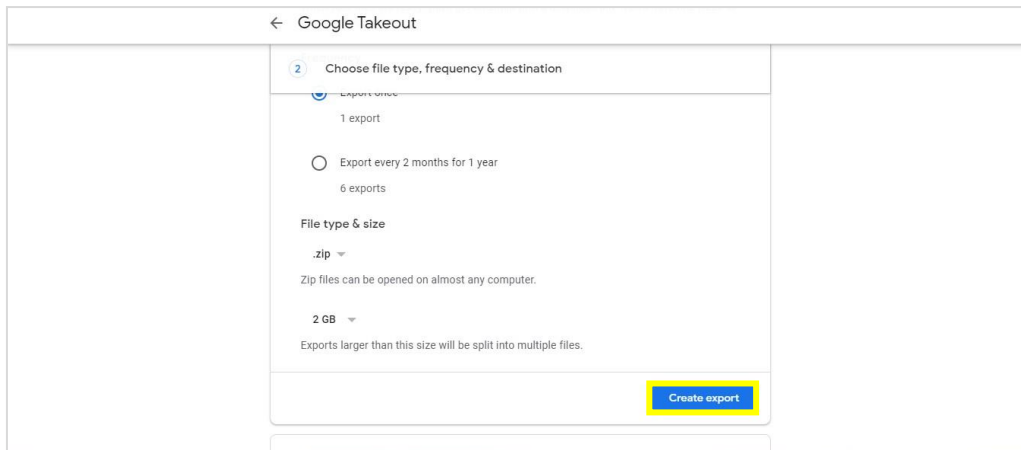 Google Takeout
2 Choose file type, frequency & destination
Export once
1 export
Export every 2 months for 1 year
6 exports
File type & size
.zip
Zip files can be opened on almost any computer.
2 GB
Exports larger than this size will be split into multiple files.
Create export